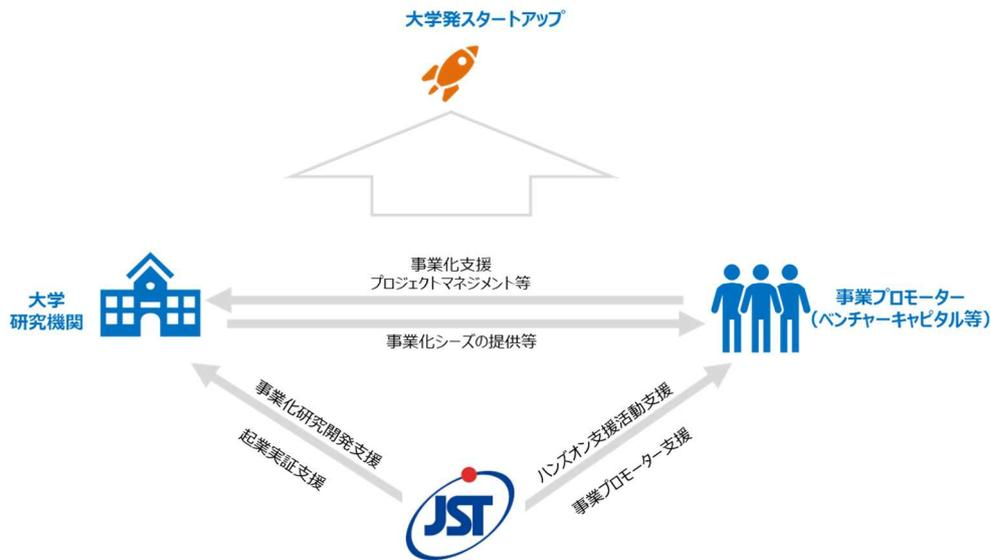 大学発スタートアップ
事業化支援
プロジェクトマネジメント等
大学
研究機関
事業プロモーター
（ベンチャーキャピタル等）
事業化シーズの提供等
事業化研究開発支援
起業実証支援
ハンズオン支援活動支援
事業プロモーター支援
JST